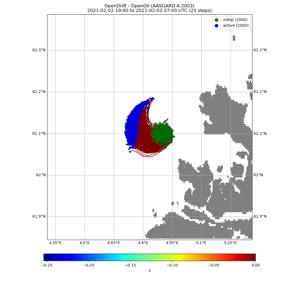 OpenDrift - OpenOil (AASGARD A 2003)
2021-02-02 19:00 to 2021-02-03 07:00 UTC (25 steps)
initial (2000)
active (2000)
62.3°N
62.3°N
62.2°N
62.2°N
62.1°N
62.1°N
62°N
62°N
61.9°N
61.9°N
4.35°E
4.5°E
4.65°E
4.8°E
4.95°E
5.1°E
5.25°E
−0.25
−0.20
−0.15
−0.10
−0.05
0.00
z